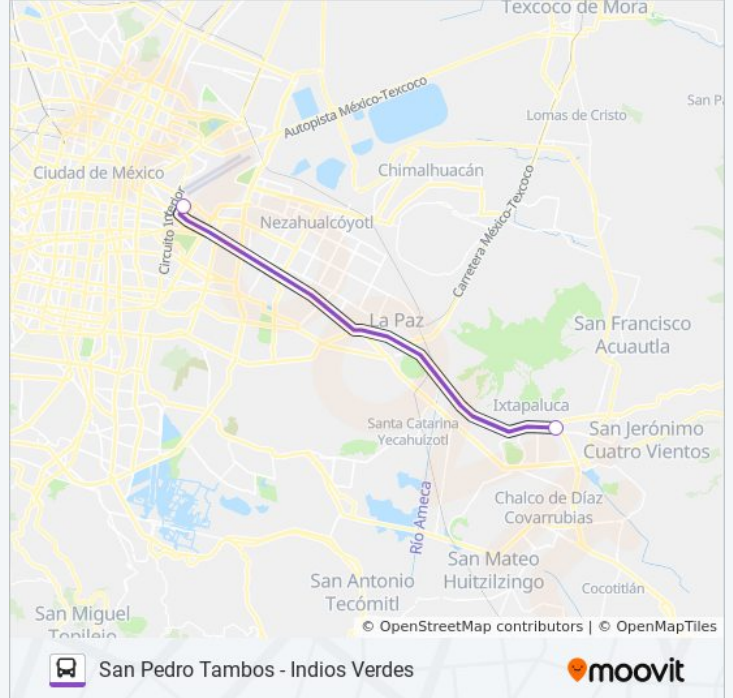 Texcoco de Mora
Autopista México-Texcoco
San P
Lomas de Cristo
Ciudad de México
Chimalhuacán
Circuito Interior
Nezahualcóyotl
Carretera México-Texcoco
La Paz
San Francisco
Acuautla
Ixtapaluca
Santa Catarina
Yecahuizotl
San Jerónimo
Cuatro Vientos
Río Ameca
Chalco de Díaz
Covarrubias
San Mateo
Huitzilzingo
San Antonio
Tecómitl
Cocotitlán
San Miguel
Topilejo
© OpenStreetMap contributors | © OpenMapTiles
San Pedro Tambos - Indios Verdes
moovit